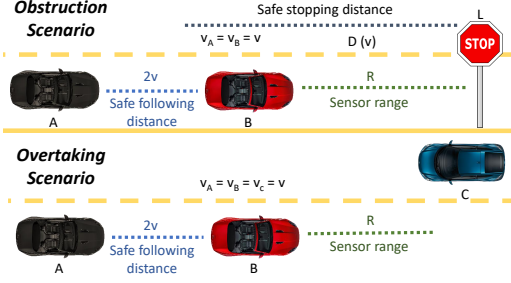 Obstruction
Scenario
Safe stopping distance
L
STOP
v_A = v_B = v
D (v)
2v
R
Safe following
distance
Sensor range
A
B
Overtaking
Scenario
v_A = v_B = v_c = v
C
2v
R
Safe following
distance
Sensor range
A
B